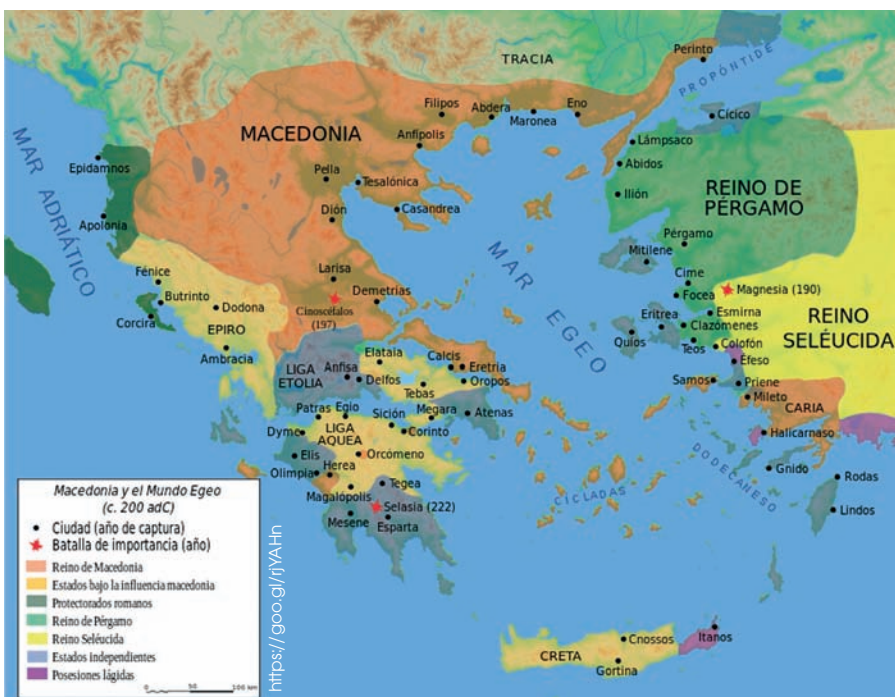 TRACIA
Perinto
PROPÓNTIDE
Filipos
Abdera
Maronea
Eno
Cícico
MACEDONIA
Anfípolis
Lámpsaco
MAR ADRIÁTICO
Epidamnos
Pella
Tesalónica
Abidos
REINO DE
PÉRGAMO
Ilión
Apolonia
Dión
Casandrea
MAR EGEO
Pérgamo
Mitilene
Fénice
Larisa
Cime
Butrinto
Dodona
Demetrias
Focea
Magnesia (190)
Cinoscéfalos
(197)
Corcira
EPIRO
Eritrea
Esmirna
REINO
SELÉUCIDA
Clazómenes
Quíos
Teos
Colofón
Ambracia
Elataia
Calcis
Eretria
Éfeso
LIGA
ETOLIA
Anfisa
Delfos
Tebas
Oropos
Samos
Priene
Mileto
Patras
Egio
Sición
Megara
Atenas
CARIA
Dyme
LIGA
AQUEA
Corinto
Halicarnaso
Elis
Orcómeno
Olimpia
Herea
DODECANESO
Gnido
Rodas
Tegea
CICLADAS
Magalópolis
Selasia (222)
Lindos
Mesene
Esparta
Itanos
Cnossos
CRETA
Gortina
Macedonia y el Mundo Egeo
(c. 200 adC)
Ciudad (año de captura)
Batalla de importancia (año)
Reino de Macedonia
Estados bajo la influencia macedonia
Protectorados romanos
Reino de Pérgamo
Reino Seléucida
Estados independientes
Posesiones lágidas
0 50 100 km
https://goo.gl/rjYAHn